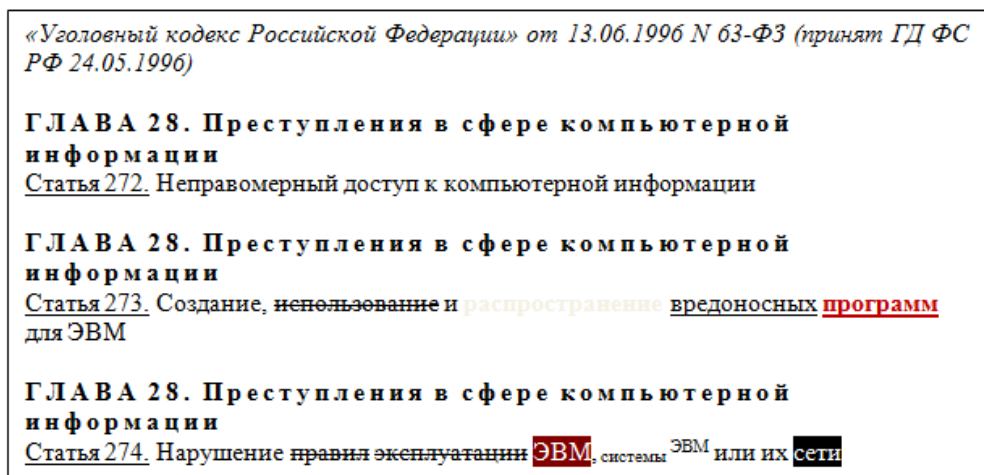 «Уголовный кодекс Российской Федерации» от 13.06.1996 N 63-ФЗ (принят ГД ФС
РФ 24.05.1996)
ГЛАВА 28. Преступления в сфере компьютерной
информации
Статья 272. Неправомерный доступ к компьютерной информации
ГЛАВА 28. Преступления в сфере компьютерной
информации
Статья 273. Создание, использование и распространение вредоносных программ
для ЭВМ
ГЛАВА 28. Преступления в сфере компьютерной
информации
Статья 274. Нарушение правил эксплуатации ЭВМ, системы ЭВМ или их сети